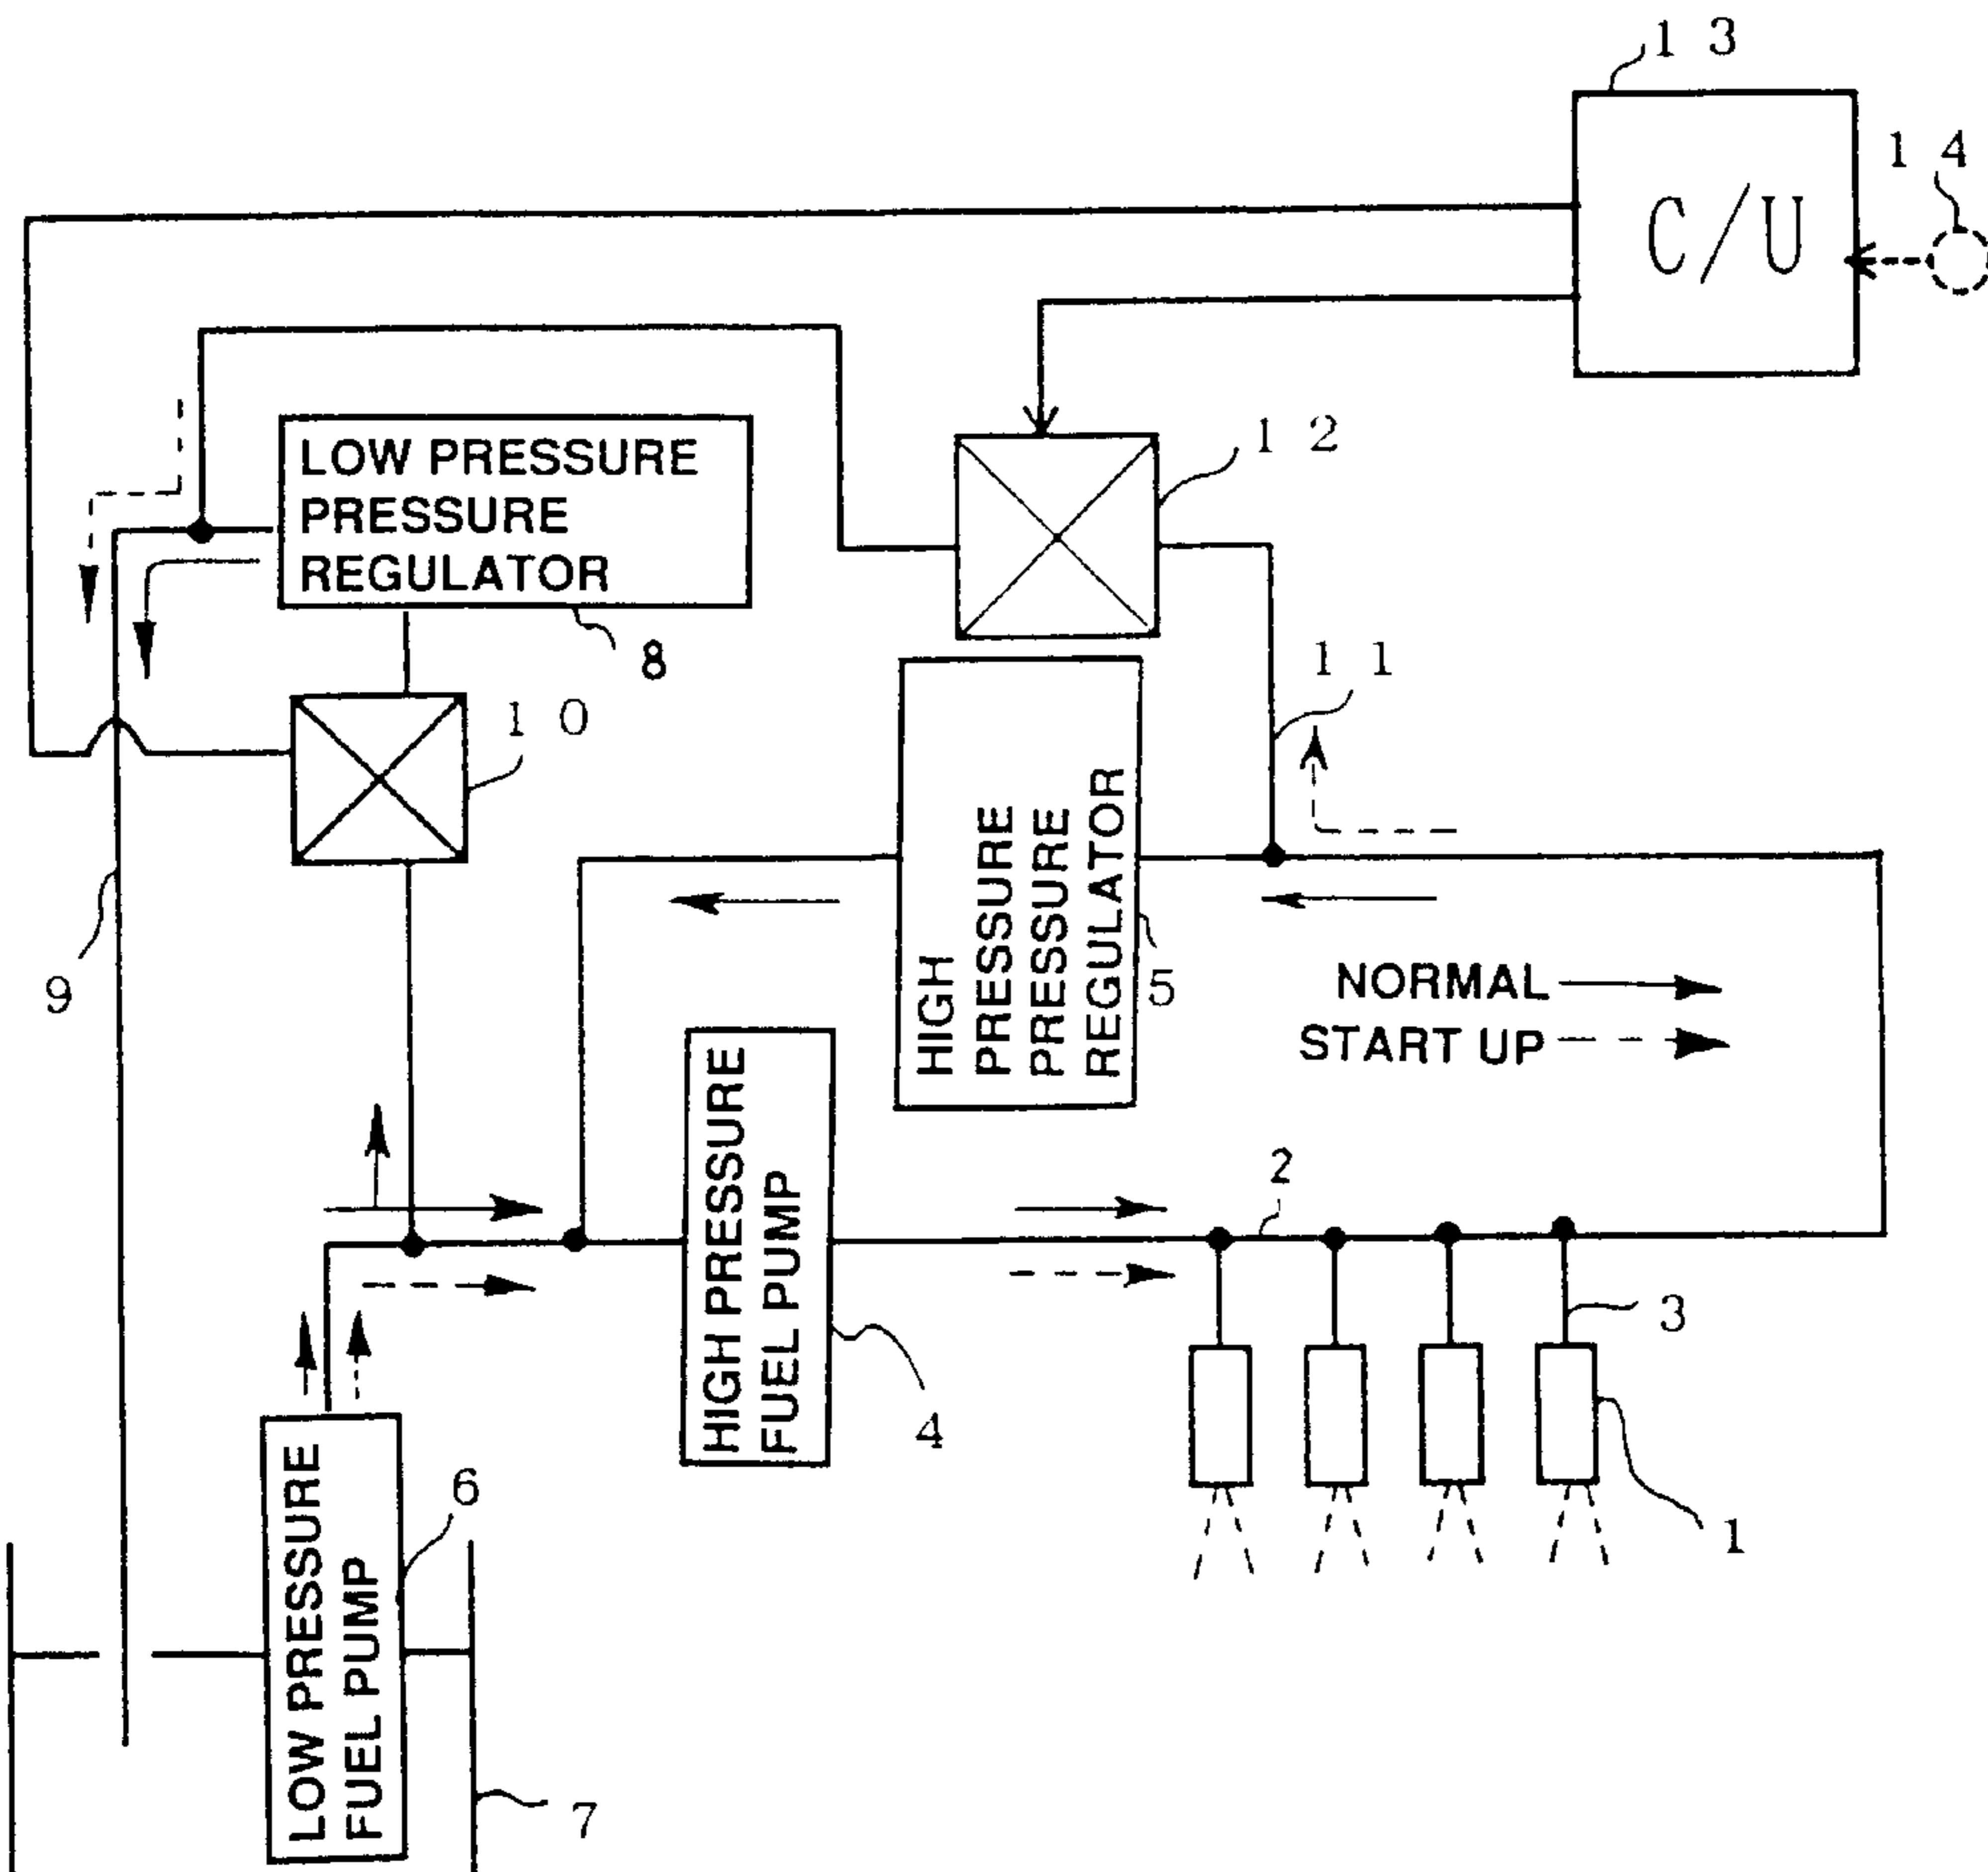 1 3
1 4
C/U
LOW PRESSURE
PRESSURE
REGULATOR
8
1 2
1 0
1 1
HIGH
PRESSURE
PRESSURE
REGULATOR
5
9
NORMAL
START UP
HIGH PRESSURE
FUEL PUMP
4
2
3
1
LOW PRESSURE
FUEL PUMP
6
7